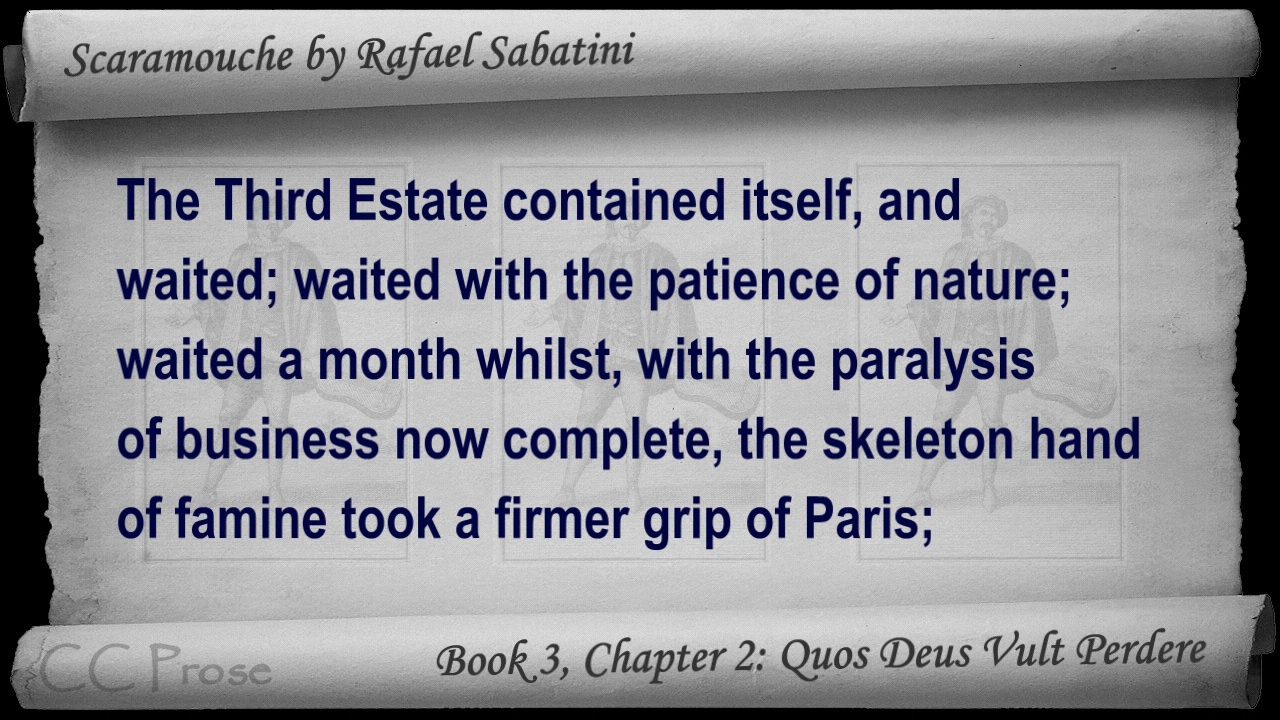 Scaramouche by Rafael Sabatini
The Third Estate contained itself, and
waited; waited with the patience of nature;
waited a month whilst, with the paralysis
of business now complete, the skeleton hand
of famine took a firmer grip of Paris;
CC Prose
Book 3, Chapter 2: Quos Deus Vult Perdere